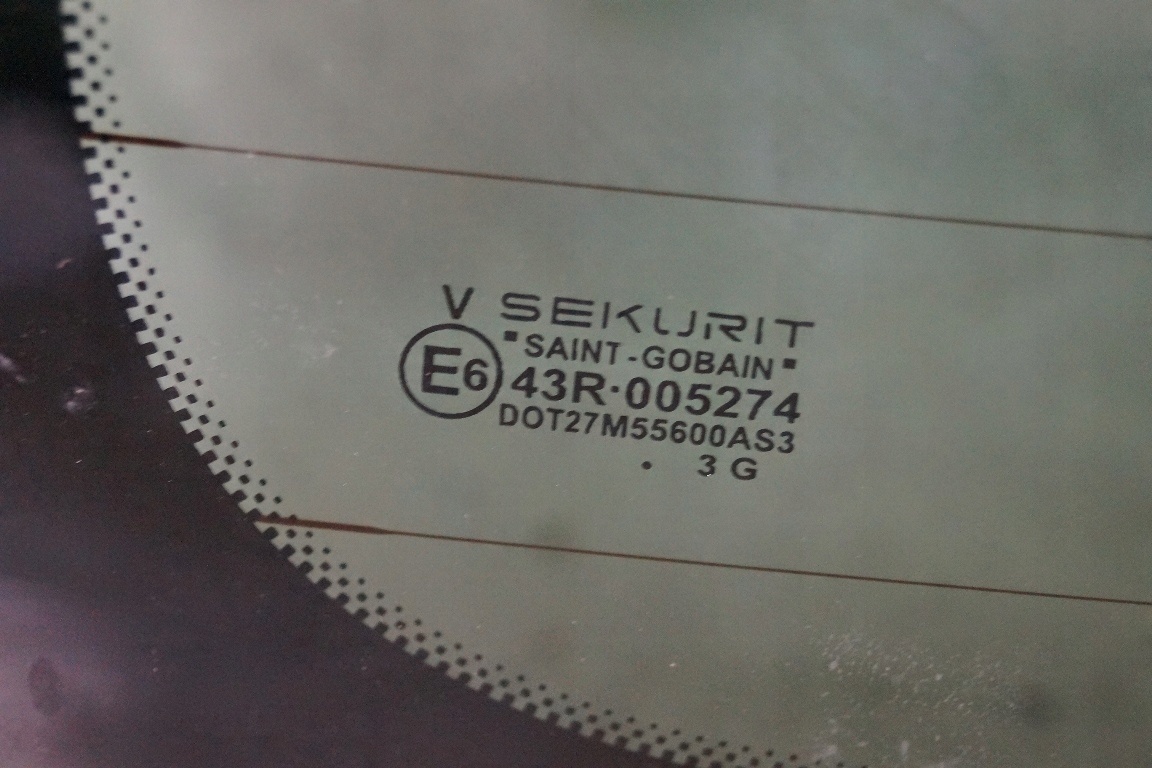 V SEKURIT
"SAINT-GOBAIN"
E6 43R·005274
DOT27M55600AS3
. 3 G